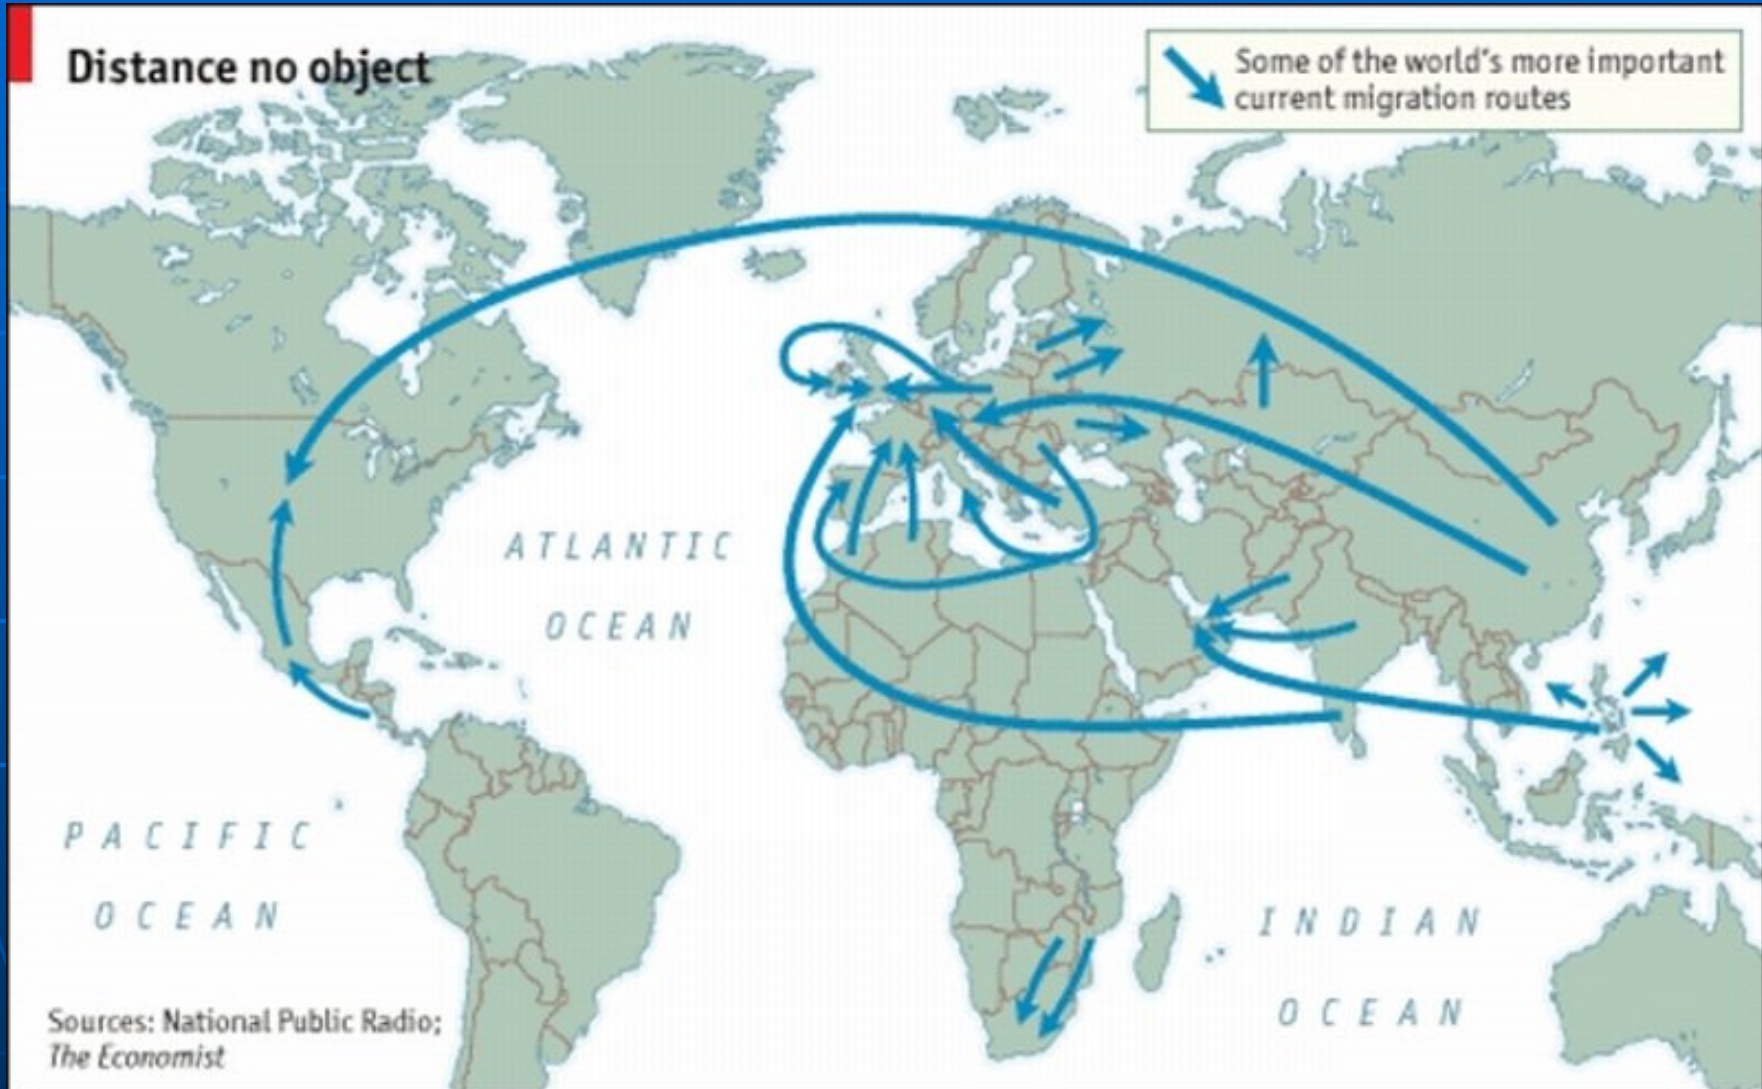 Distance no object
Some of the world's more important
current migration routes
ATLANTIC
OCEAN
PACIFIC
OCEAN
INDIAN
OCEAN
Sources: National Public Radio;
The Economist